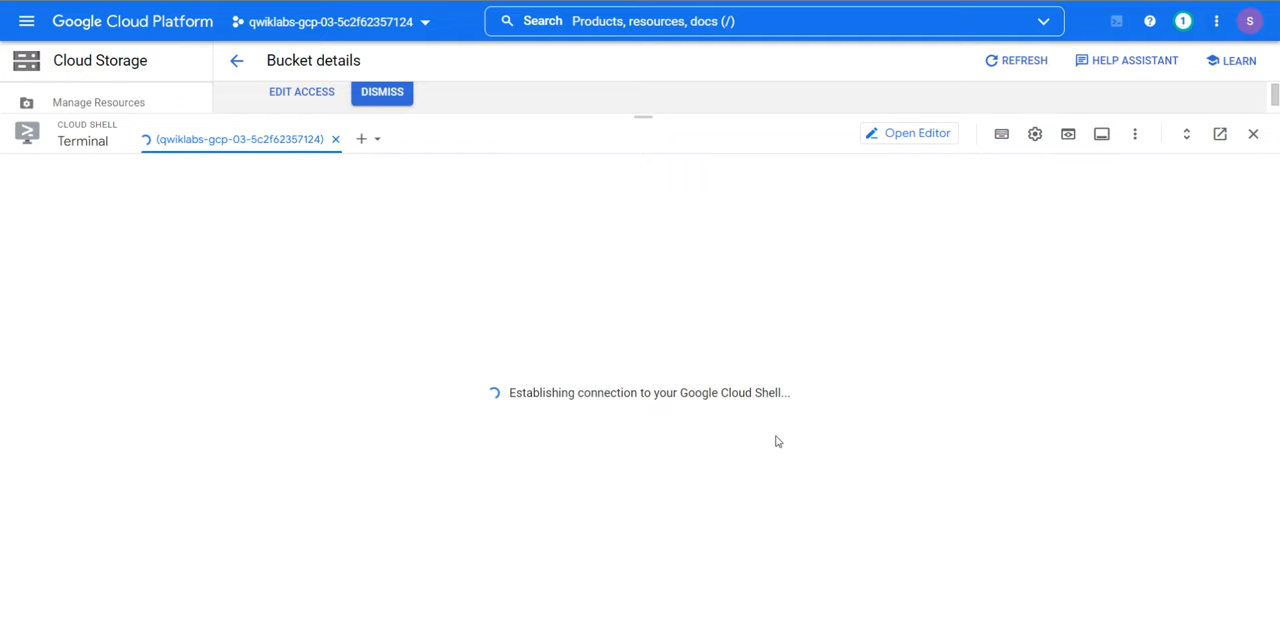 Google Cloud Platform
qwiklabs-gcp-03-5c2f62357124
Search Products, resources, docs (/)
1
S
Cloud Storage
Bucket details
REFRESH
HELP ASSISTANT
LEARN
Manage Resources
EDIT ACCESS
DISMISS
CLOUD SHELL
Terminal
(qwiklabs-gcp-03-5c2f62357124)
Open Editor
Establishing connection to your Google Cloud Shell...